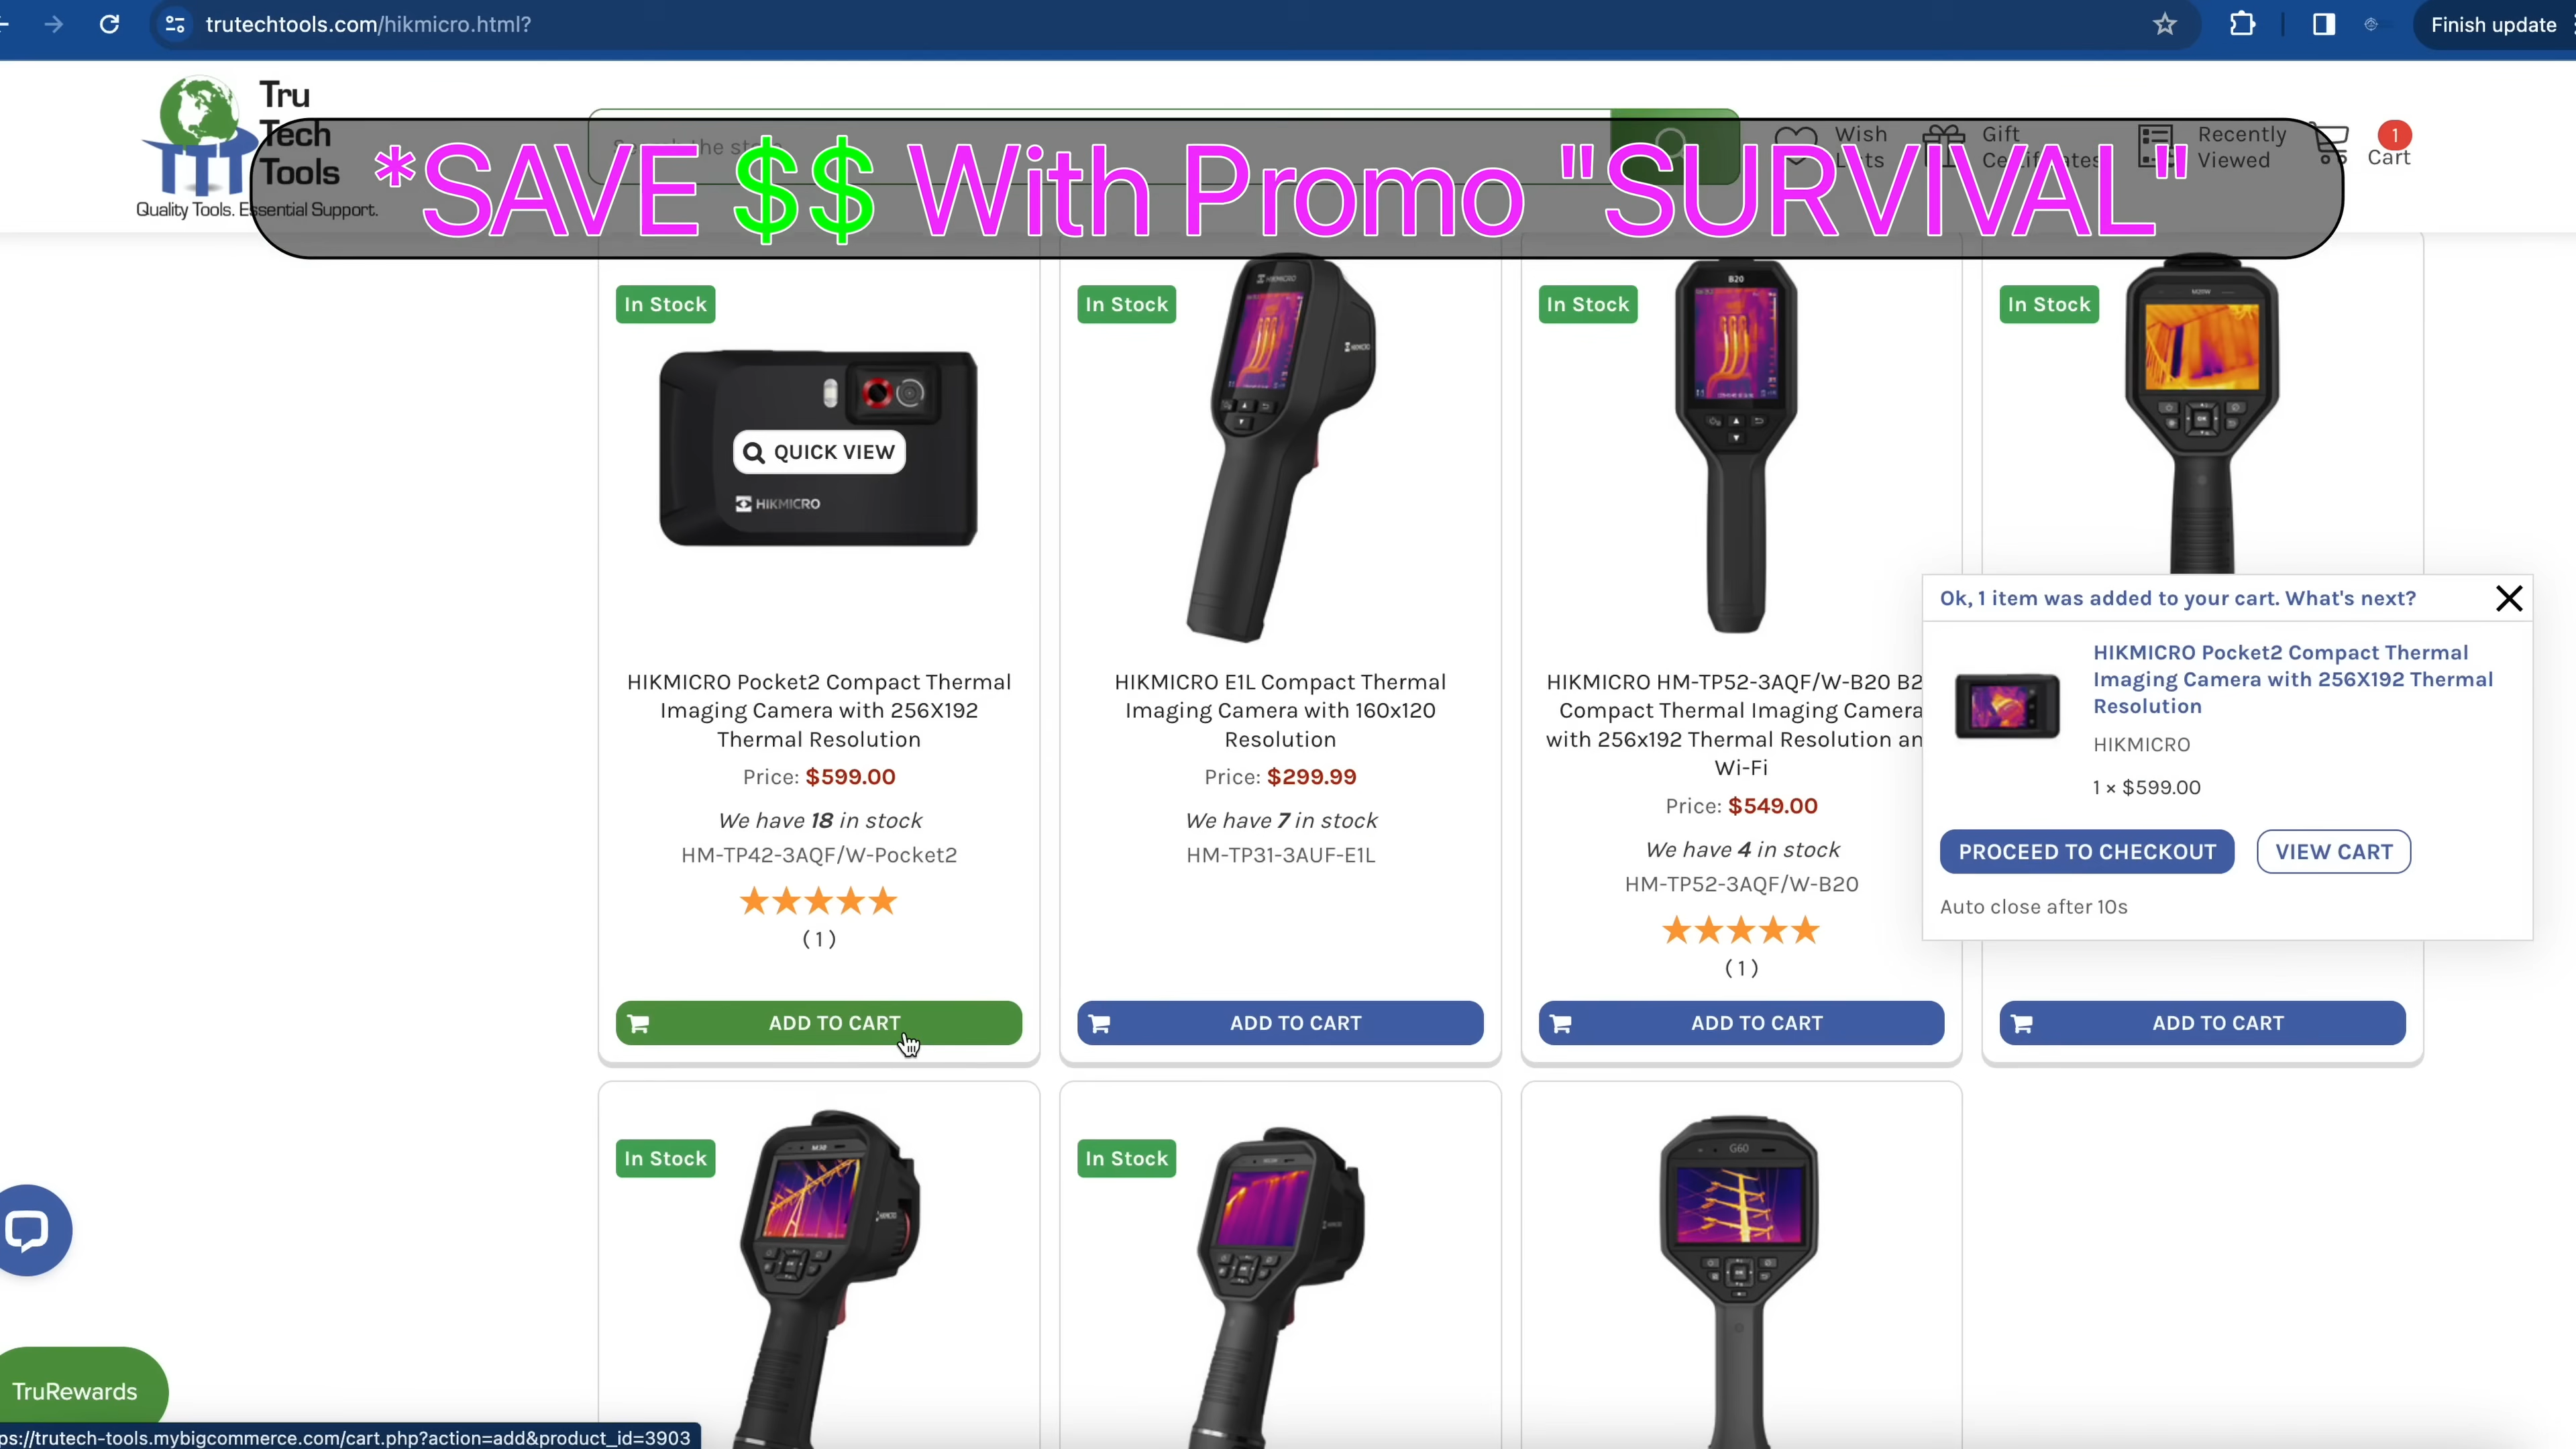 trutechtools.com/hikmicro.html?
Finish update
Tru
Tech
Tools
Quality Tools. Essential Support.
*SAVE $$ With Promo "SURVIVAL"
Wish
Lists
Gift
Certificates
Recently
Viewed
1
Cart
In Stock
In Stock
In Stock
In Stock
HIKMICRO
B20
QUICK VIEW
HIKMICRO
HIKMICRO Pocket2 Compact Thermal
Imaging Camera with 256X192
Thermal Resolution
Price: $599.00
We have 18 in stock
HM-TP42-3AQF/W-Pocket2
(1)
ADD TO CART
HIKMICRO E1L Compact Thermal
Imaging Camera with 160x120
Resolution
Price: $299.99
We have 7 in stock
HM-TP31-3AUF-E1L
ADD TO CART
HIKMICRO HM-TP52-3AQF/W-B20 B2
Compact Thermal Imaging Camera
with 256x192 Thermal Resolution an
Wi-Fi
Price: $549.00
We have 4 in stock
HM-TP52-3AQF/W-B20
(1)
ADD TO CART
Ok, 1 item was added to your cart. What's next?
HIKMICRO Pocket2 Compact Thermal
Imaging Camera with 256X192 Thermal
Resolution
HIKMICRO
1 × $599.00
PROCEED TO CHECKOUT
VIEW CART
Auto close after 10s
ADD TO CART
In Stock
M30
In Stock
G60
TruRewards
ps://trutech-tools.mybigcommerce.com/cart.php?action=add&product_id=3903